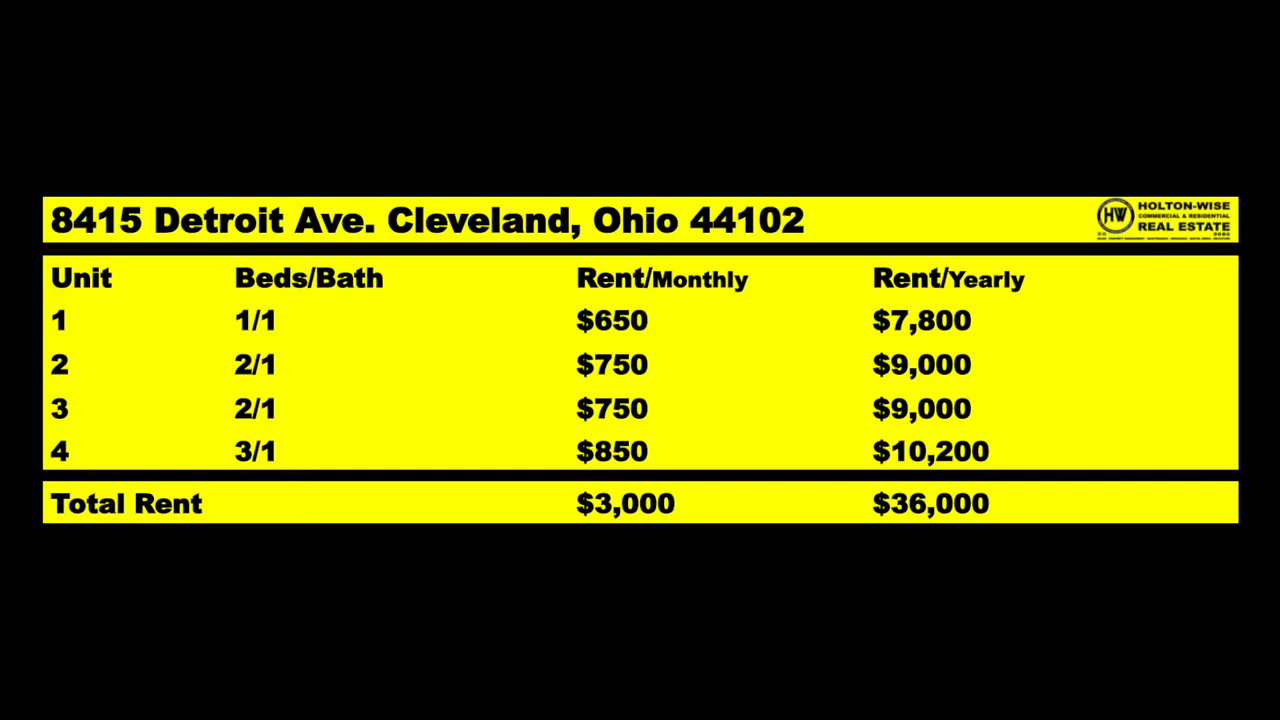 8415 Detroit Ave. Cleveland, Ohio 44102
HW
HOLTON-WISE
COMMERCIAL & RESIDENTIAL
REAL ESTATE
Unit Beds/Bath Rent/Monthly Rent/Yearly
1 1/1 $650 $7,800
2 2/1 $750 $9,000
3 2/1 $750 $9,000
4 3/1 $850 $10,200
Total Rent $3,000 $36,000